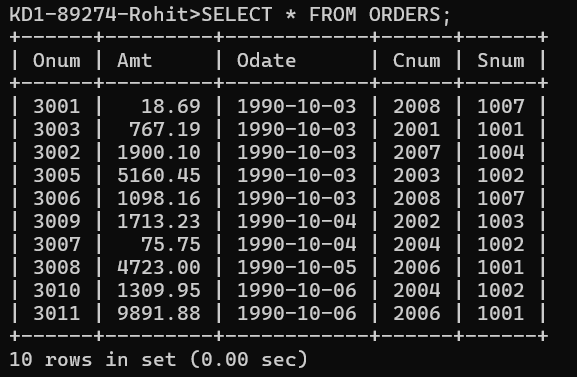 KD1-89274-Rohit>SELECT * FROM ORDERS;
+------+---------+------------+------+------+
| Onum | Amt     | Odate      | Cnum | Snum |
+------+---------+------------+------+------+
| 3001 |   18.69 | 1990-10-03 | 2008 | 1007 |
| 3003 |  767.19 | 1990-10-03 | 2001 | 1001 |
| 3002 | 1900.10 | 1990-10-03 | 2007 | 1004 |
| 3005 | 5160.45 | 1990-10-03 | 2003 | 1002 |
| 3006 | 1098.16 | 1990-10-03 | 2008 | 1007 |
| 3009 | 1713.23 | 1990-10-04 | 2002 | 1003 |
| 3007 |   75.75 | 1990-10-04 | 2004 | 1002 |
| 3008 | 4723.00 | 1990-10-05 | 2006 | 1001 |
| 3010 | 1309.95 | 1990-10-06 | 2004 | 1002 |
| 3011 | 9891.88 | 1990-10-06 | 2006 | 1001 |
+------+---------+------------+------+------+
10 rows in set (0.00 sec)